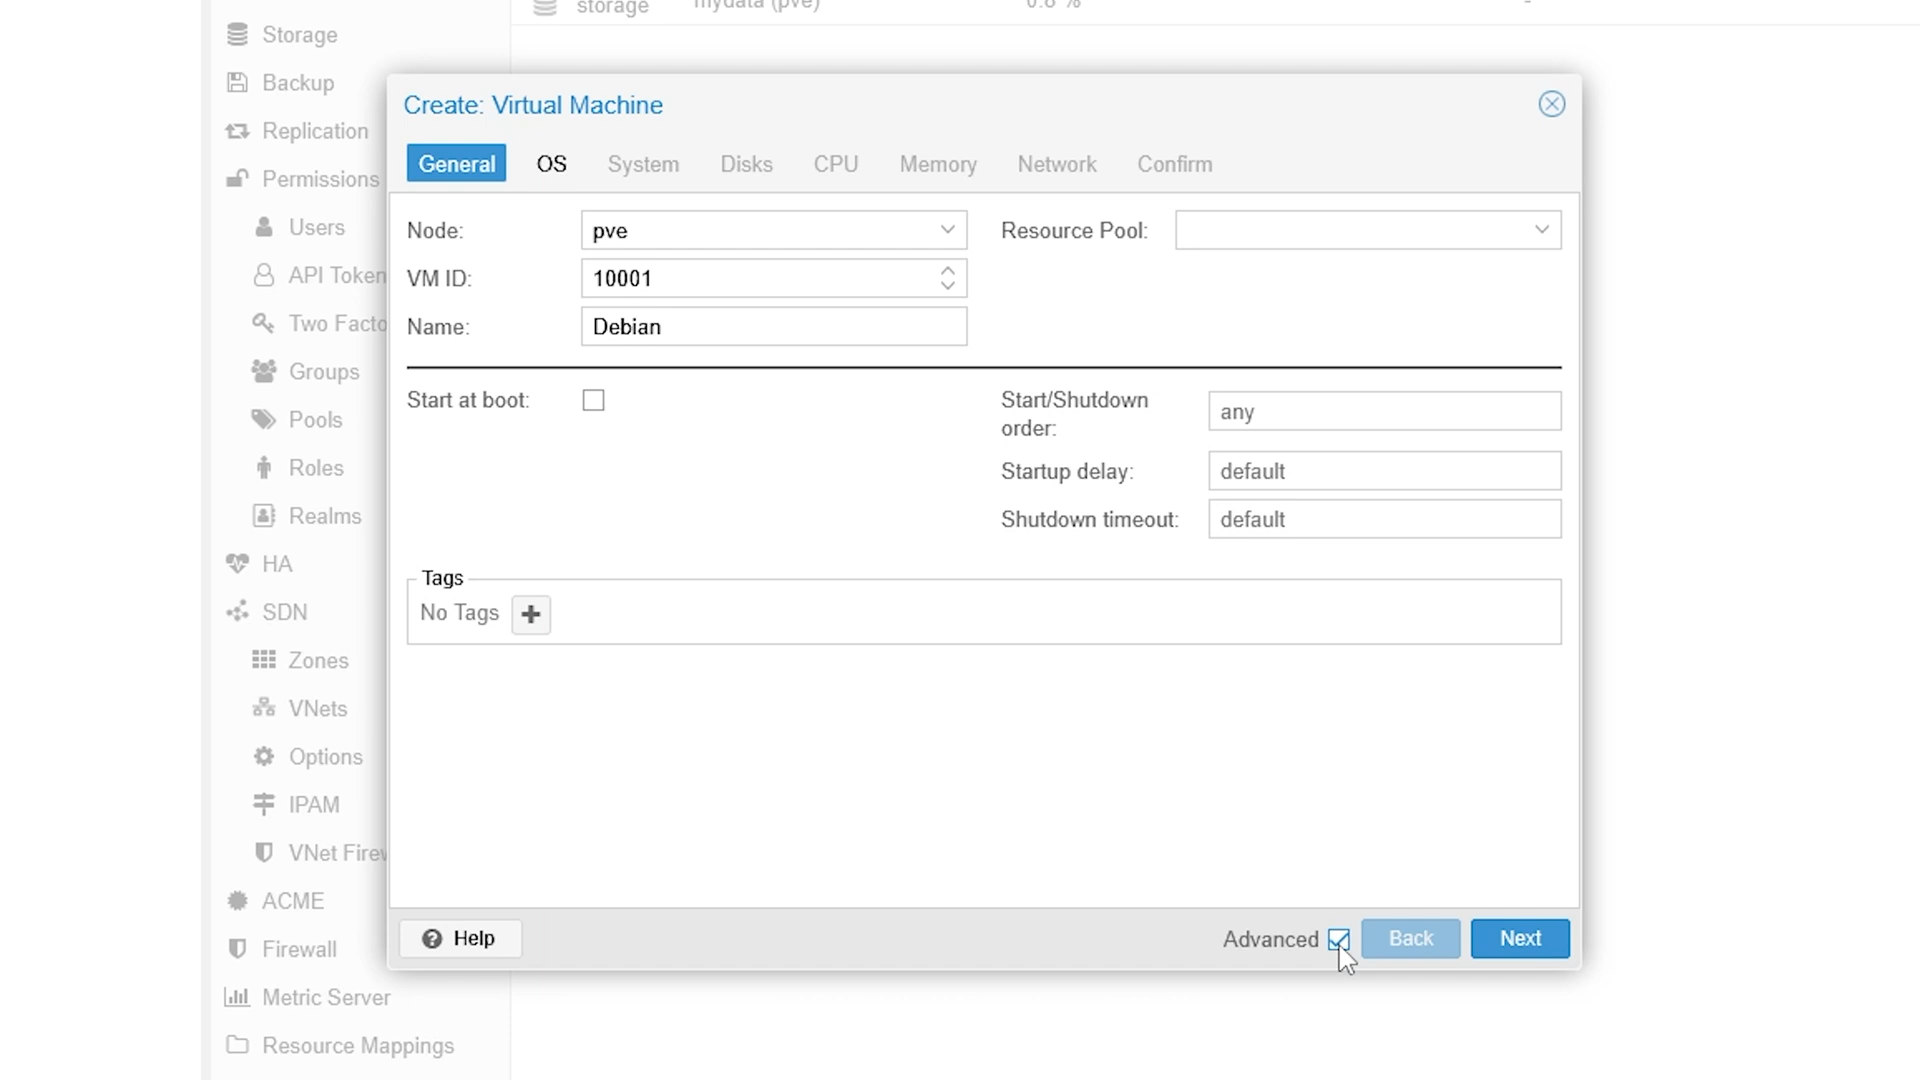 storage mydata (pve) 0.8 % -
Storage
Backup
Replication
Permissions
Users
API Token
Two Facto
Groups
Pools
Roles
Realms
HA
SDN
Zones
VNets
Options
IPAM
VNet Firew
ACME
Firewall
Metric Server
Resource Mappings
Create: Virtual Machine
General OS System Disks CPU Memory Network Confirm
Node: pve
VM ID: 10001
Name: Debian
Resource Pool:
Start at boot:
Start/Shutdown
order: any
Startup delay: default
Shutdown timeout: default
Tags
No Tags
Help
Advanced Back Next